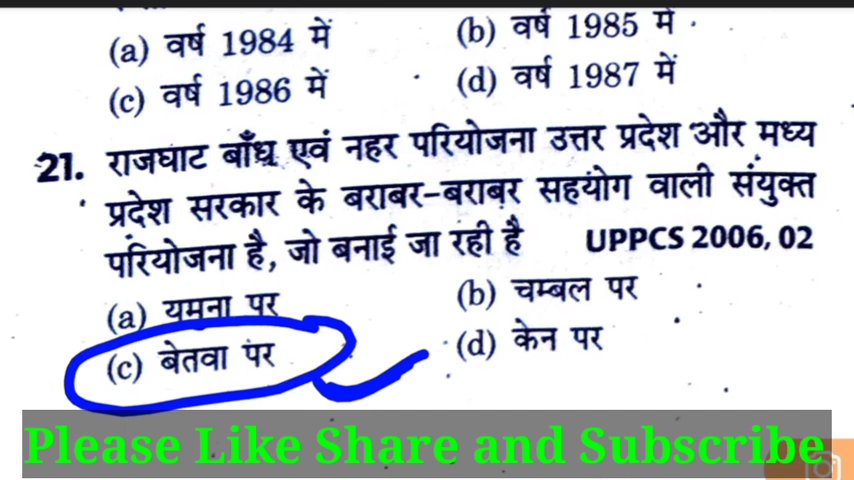 (a) वर्ष 1984 में (b) वर्ष 1985 में
(c) वर्ष 1986 में (d) वर्ष 1987 में
21. राजघाट बाँध एवं नहर परियोजना उत्तर प्रदेश और मध्य
प्रदेश सरकार के बराबर-बराबर सहयोग वाली संयुक्त
परियोजना है, जो बनाई जा रही है UPPCS 2006, 02
(a) यमुना पर (b) चम्बल पर
(c) बेतवा पर (d) केन पर
Please Like Share and Subscribe